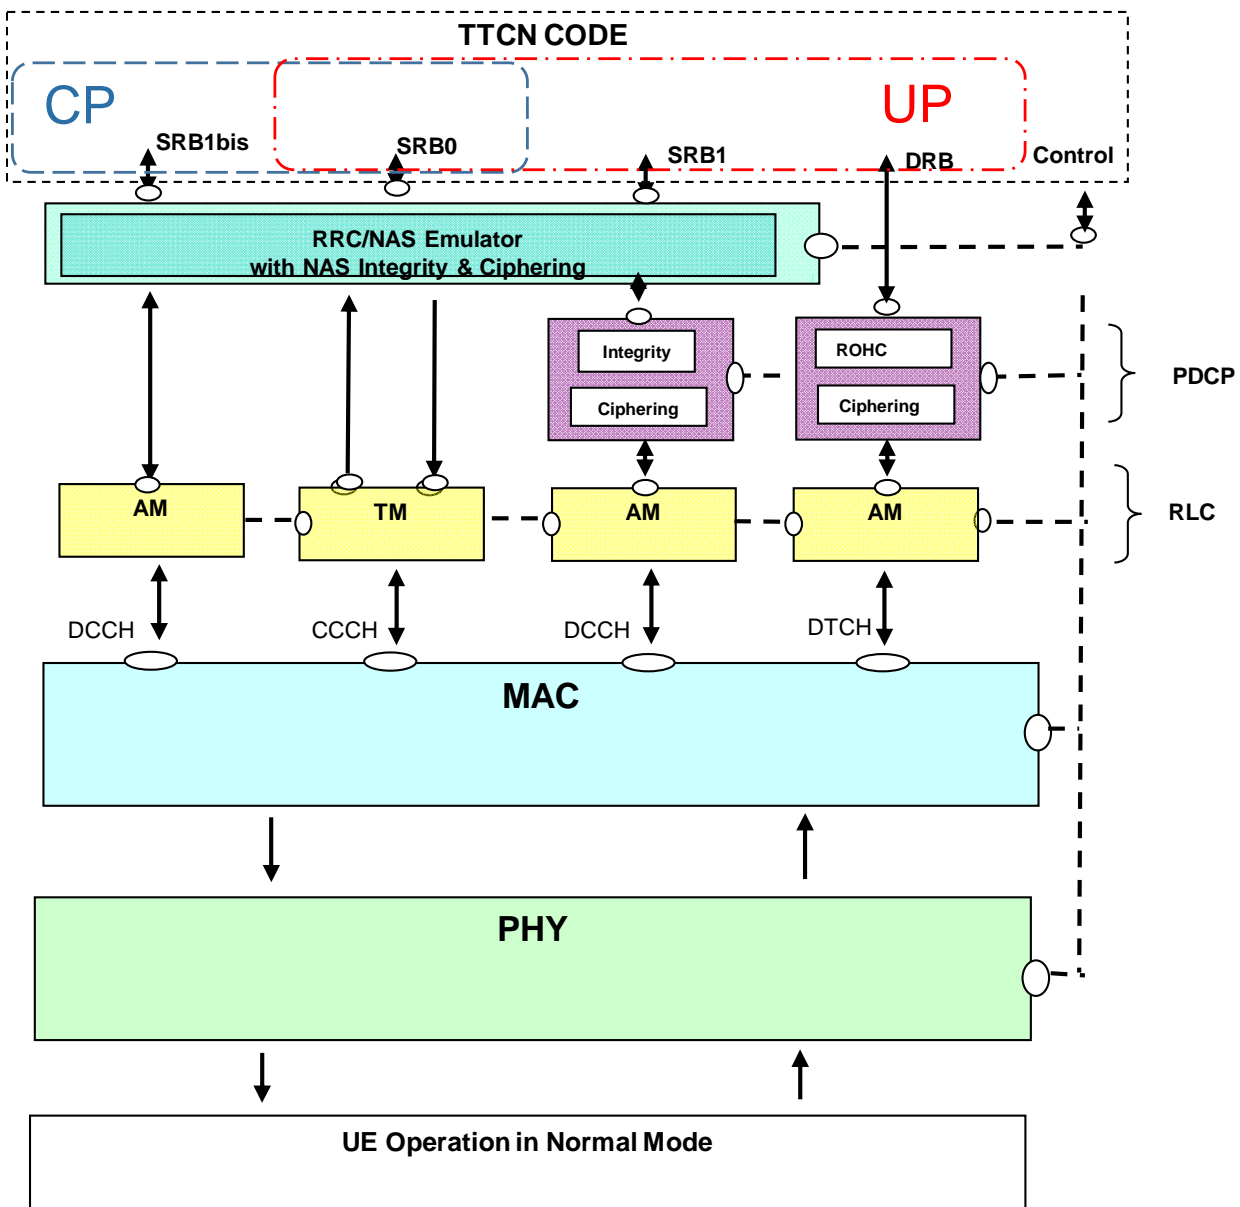 TTCN CODE
CP
UP
SRB1bis
SRB0
SRB1
DRB
Control
RRC/NAS Emulator
with NAS Integrity & Ciphering
Integrity
ROHC
Ciphering
Ciphering
PDCP
AM
TM
AM
AM
RLC
DCCH
CCCH
DCCH
DTCH
MAC
PHY
UE Operation in Normal Mode